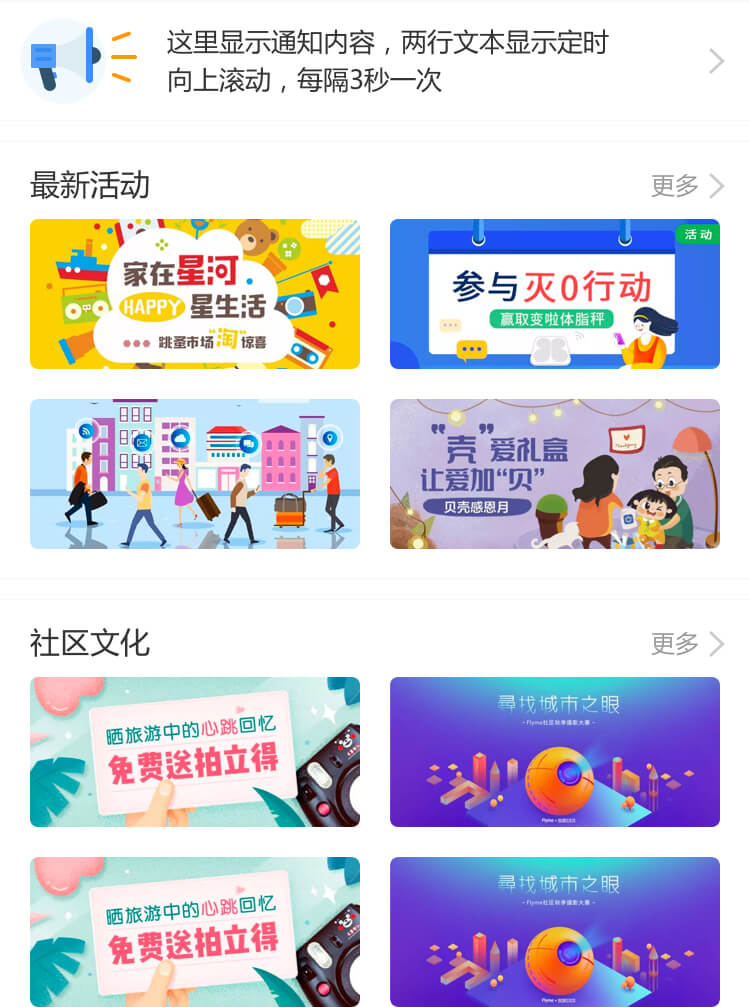 这里显示通知内容，两行文本显示定时
向上滚动，每隔3秒一次
最新活动
更多
家在星河
HAPPY 星生活
跳蚤市场“淘”惊喜
活动
参与灭0行动
赢取变啦体脂秤
“壳”爱礼盒
让爱加“贝”
贝壳感恩月
社区文化
更多
晒旅游中的心跳回忆
免费送拍立得
尋找城市之眼
- Flyme社区秋季摄影大赛 -
晒旅游中的心跳回忆
免费送拍立得
尋找城市之眼
- Flyme社区秋季摄影大赛 -